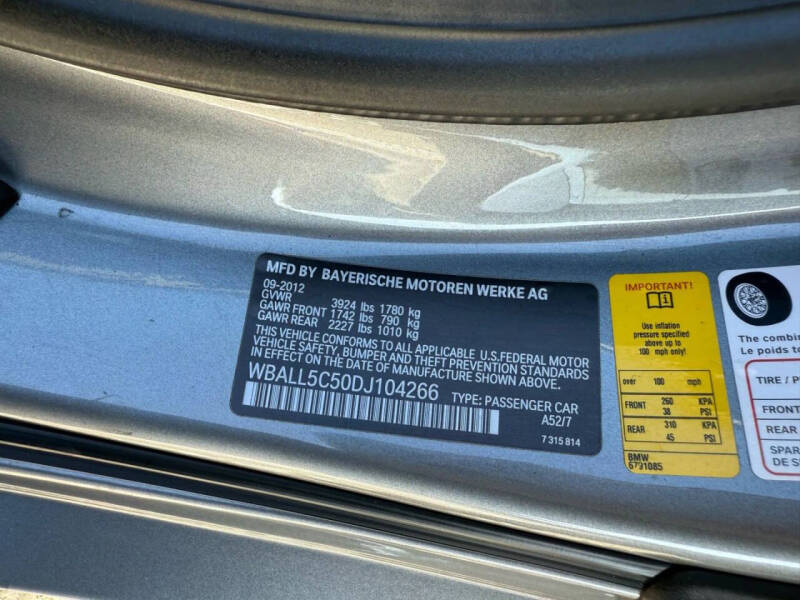 MFD BY BAYERISCHE MOTOREN WERKE AG
09-2012
GVWR 3924 lbs 1780 kg
GAWR FRONT 1742 lbs 790 kg
GAWR REAR 2227 lbs 1010 kg
THIS VEHICLE CONFORMS TO ALL APPLICABLE U.S.FEDERAL MOTOR
VEHICLE SAFETY, BUMPER AND THEFT PREVENTION STANDARDS
IN EFFECT ON THE DATE OF MANUFACTURE SHOWN ABOVE.
WBALL5C50DJ104266 TYPE: PASSENGER CAR
A52/7
7 315 814
IMPORTANT!
Use inflation
pressure specified
above up to
100 mph only!
over 100 mph
FRONT 260 KPA
38 PSI
REAR 310 KPA
45 PSI
BMW
6791085
The combin
Le poids to
TIRE / P
FRONT
REAR
SPAR
DE S